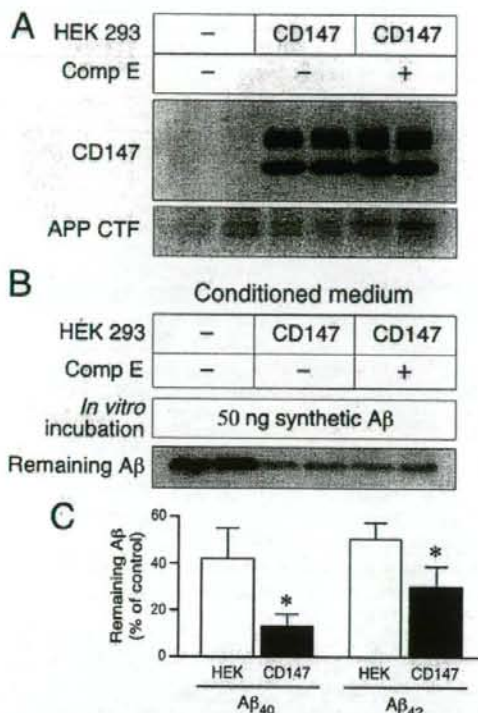 A
HEK 293 – CD147 CD147
Comp E – – +
CD147
APP CTF
B
Conditioned medium
HEK 293 – CD147 CD147
Comp E – – +
In vitro
incubation
50 ng synthetic Aβ
Remaining Aβ
C
Remaining Aβ
(% of control)
60
40
20
0
* *
HEK CD147 HEK CD147
Aβ40 Aβ42